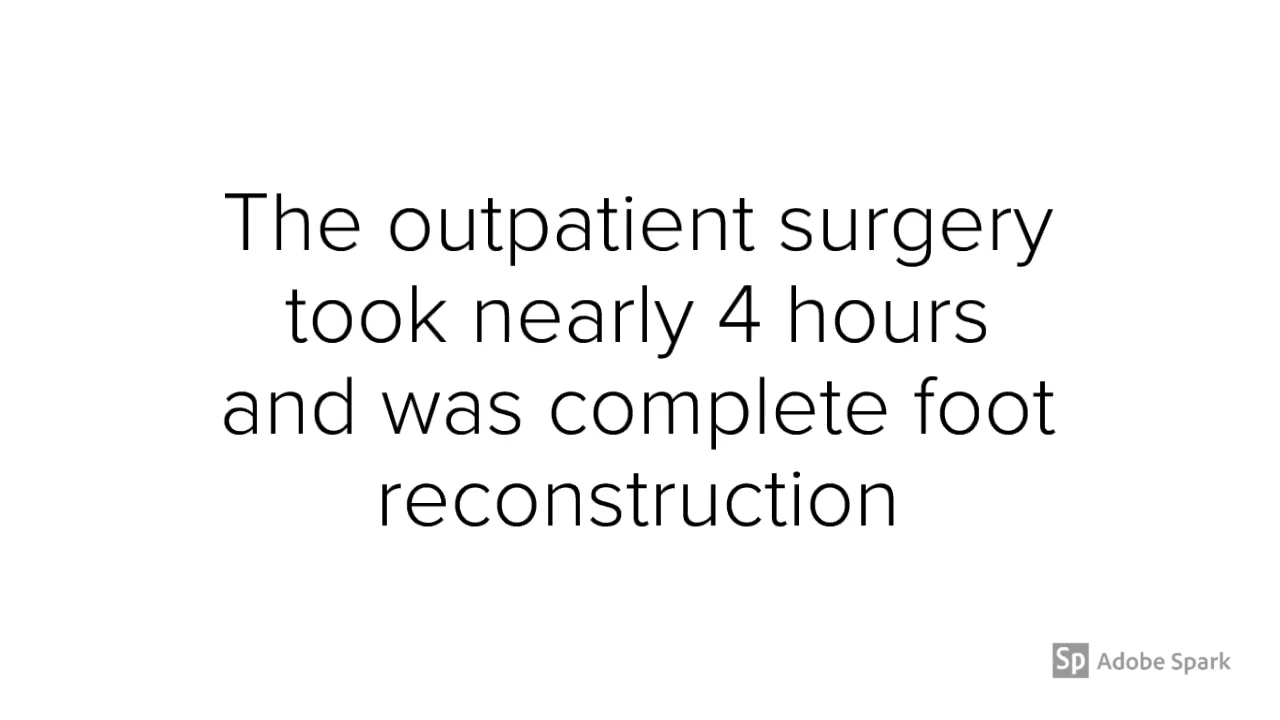 The outpatient surgery
took nearly 4 hours
and was complete foot
reconstruction
Sp Adobe Spark